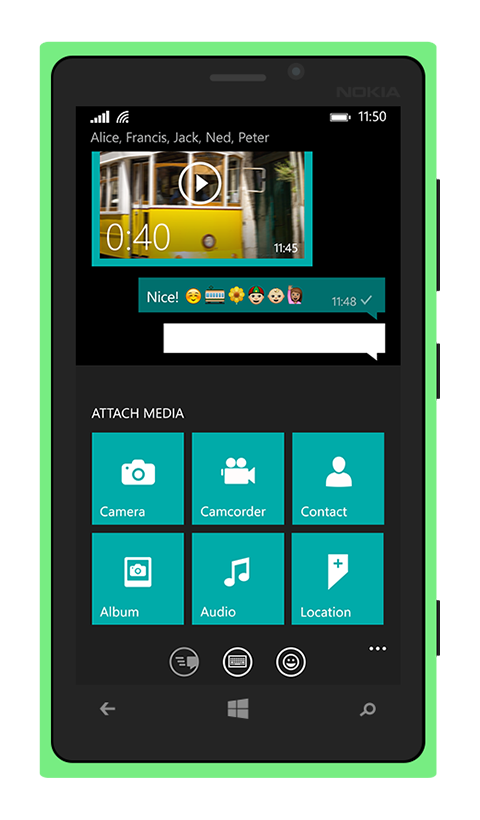 NOKIA
11:50
Alice, Francis, Jack, Ned, Peter
0:40
11:45
Nice! ☺️🚃🌻👲👶🙋
11:48
ATTACH MEDIA
Camera
Camcorder
Contact
Album
Audio
Location